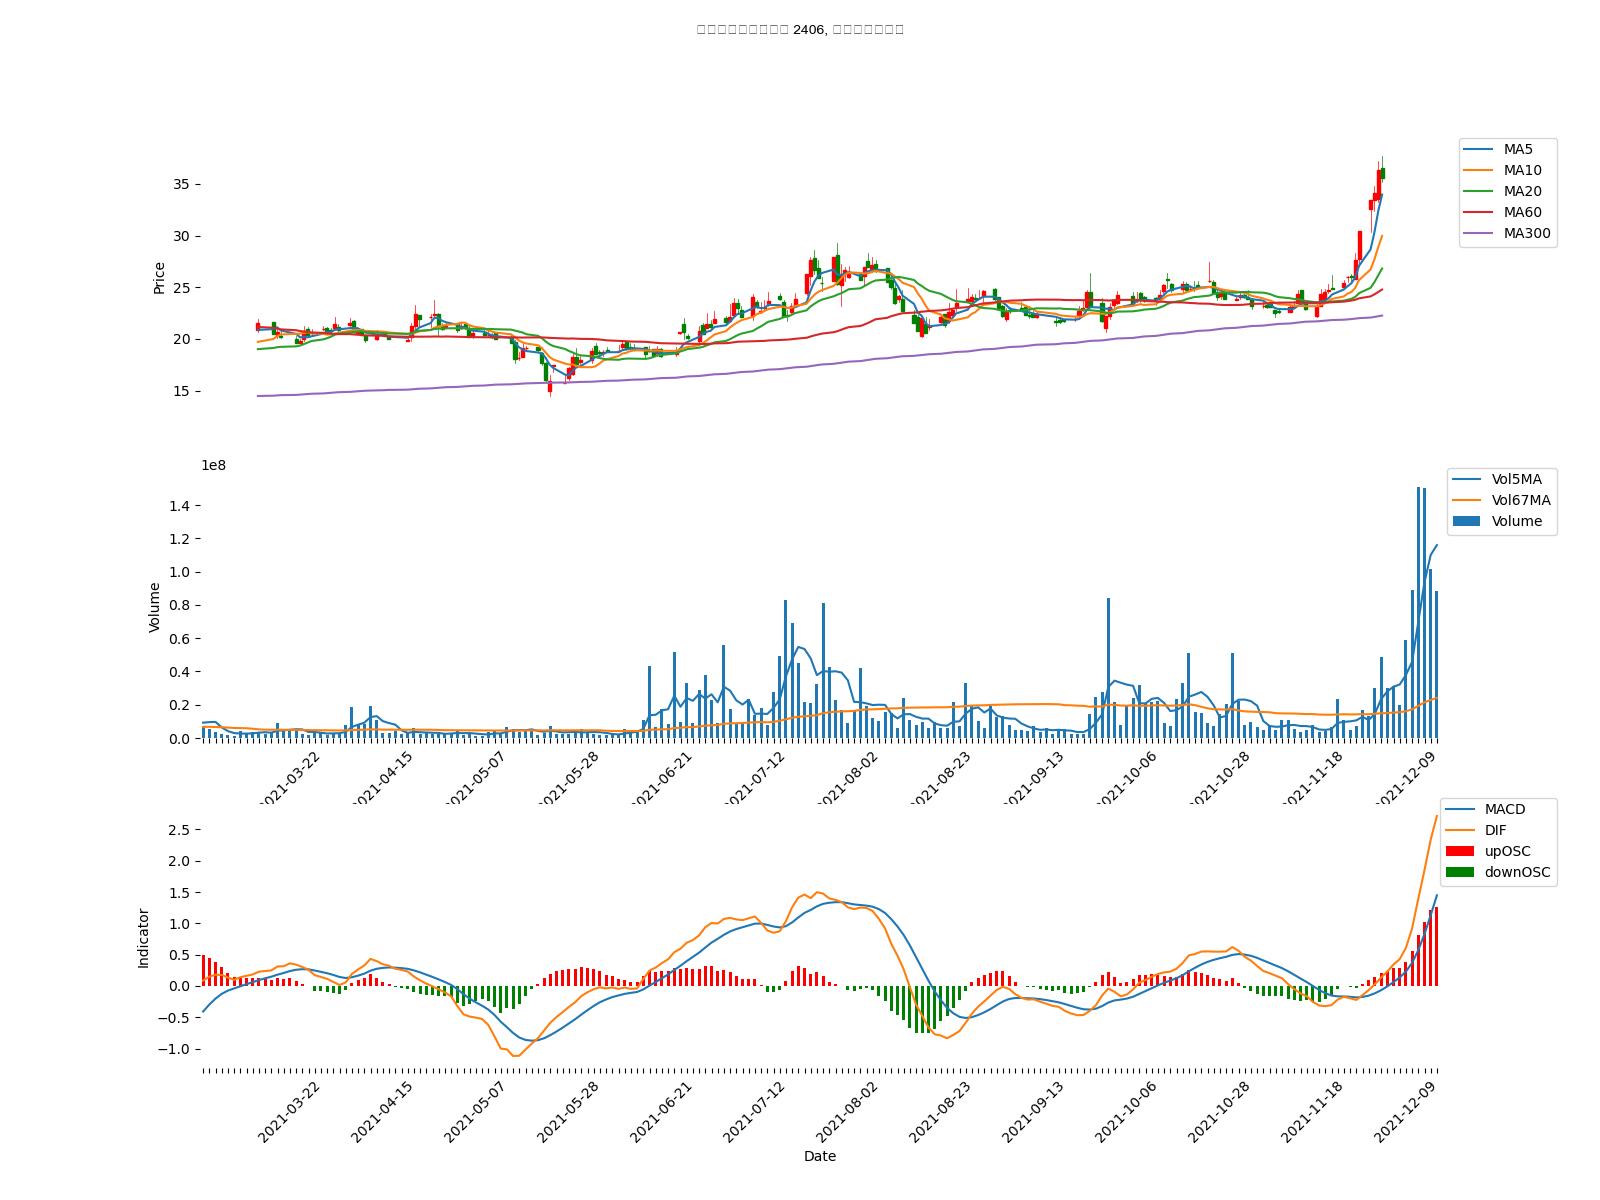 2406,
MA5
MA10
MA20
MA60
MA300
35
30
25
20
15
Price
1e8
Vol5MA
Vol67MA
Volume
1.4
1.2
1.0
0.8
0.6
0.4
0.2
0.0
Volume
2021-03-22 2021-04-15 2021-05-07 2021-05-28 2021-06-21 2021-07-12 2021-08-02 2021-08-23 2021-09-13 2021-10-06 2021-10-28 2021-11-18 2021-12-09
MACD
DIF
upOSC
downOSC
2.5
2.0
1.5
1.0
0.5
0.0
−0.5
−1.0
Indicator
2021-03-22 2021-04-15 2021-05-07 2021-05-28 2021-06-21 2021-07-12 2021-08-02 2021-08-23 2021-09-13 2021-10-06 2021-10-28 2021-11-18 2021-12-09
Date